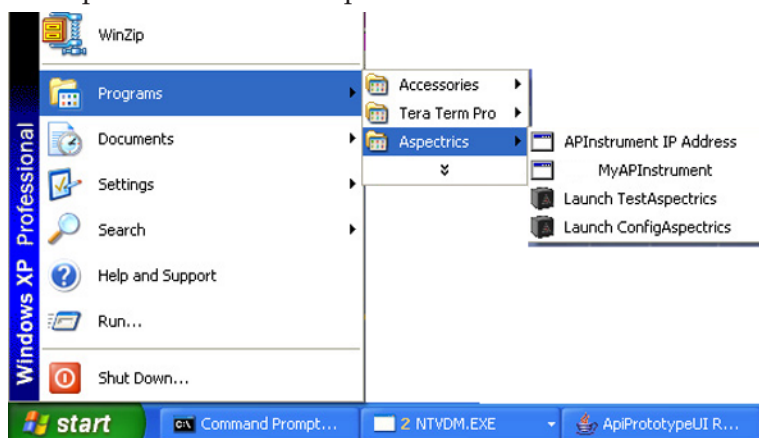 WinZip
Programs
Documents
Settings
Search
Help and Support
Run...
Shut Down...
Windows XP Professional
Accessories
Tera Term Pro
Aspectrics
APInstrument IP Address
MyAPInstrument
Launch TestAspectrics
Launch ConfigAspectrics
start
Command Prompt...
2 NTVDM.EXE
ApiPrototypeUI R...